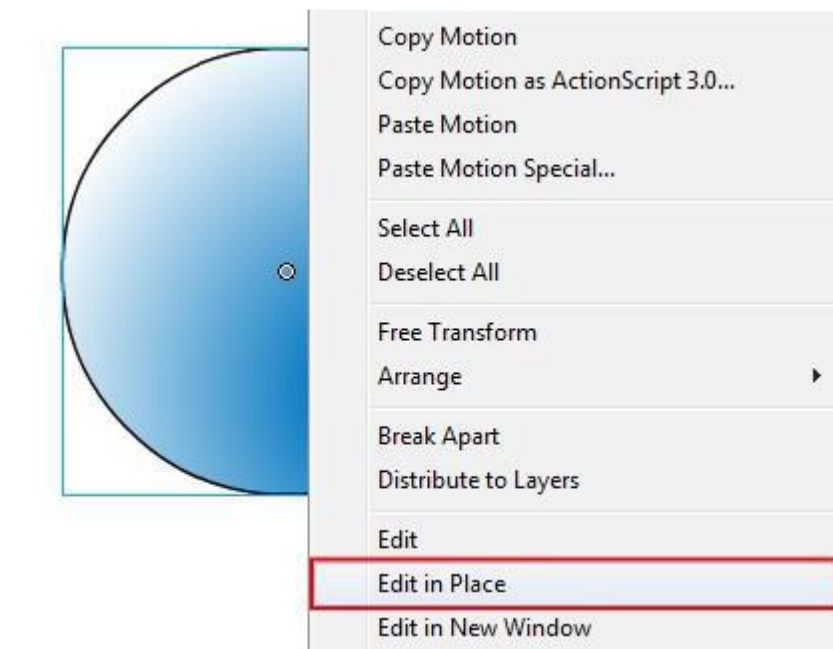 Copy Motion
Copy Motion as ActionScript 3.0...
Paste Motion
Paste Motion Special...
Select All
Deselect All
Free Transform
Arrange
Break Apart
Distribute to Layers
Edit
Edit in Place
Edit in New Window